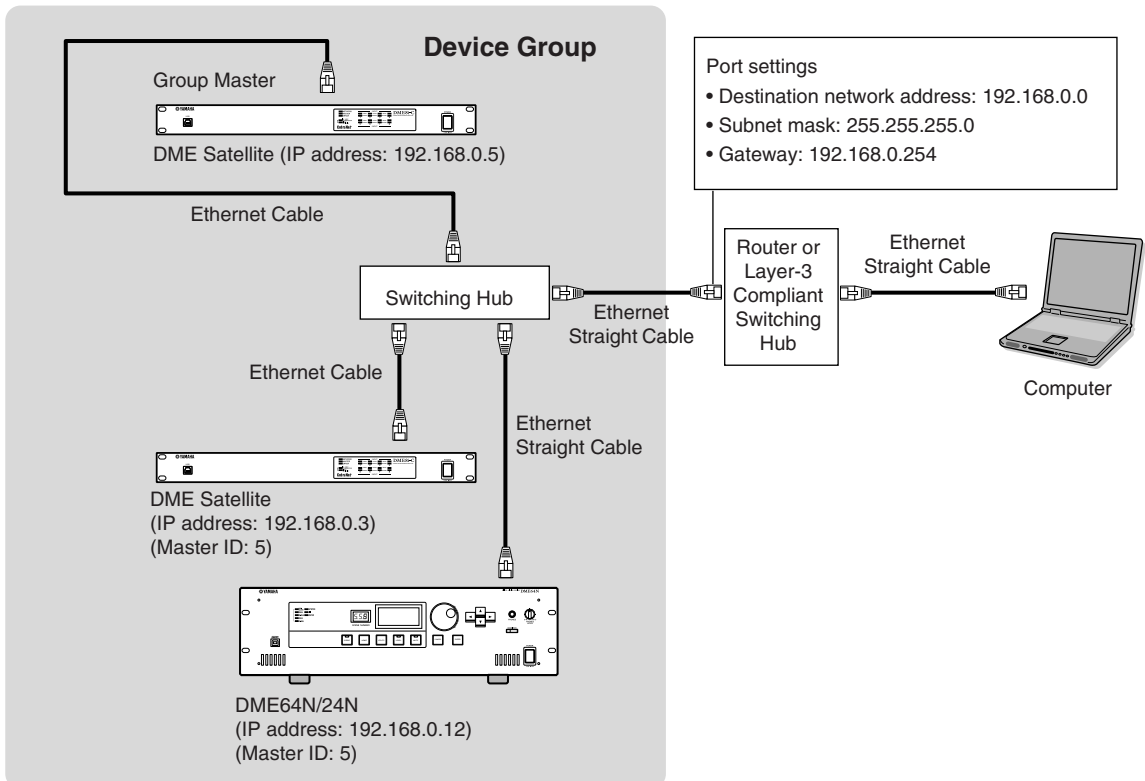 Device Group
Group Master
YAMAHA
DME Satellite (IP address: 192.168.0.5)
Ethernet Cable
Switching Hub
Ethernet Cable
Ethernet
Straight Cable
Ethernet
Straight Cable
YAMAHA
DME Satellite
(IP address: 192.168.0.3)
(Master ID: 5)
YAMAHA
DME64N
DME64N/24N
(IP address: 192.168.0.12)
(Master ID: 5)
Port settings
• Destination network address: 192.168.0.0
• Subnet mask: 255.255.255.0
• Gateway: 192.168.0.254
Router or
Layer-3
Compliant
Switching
Hub
Ethernet
Straight Cable
Computer